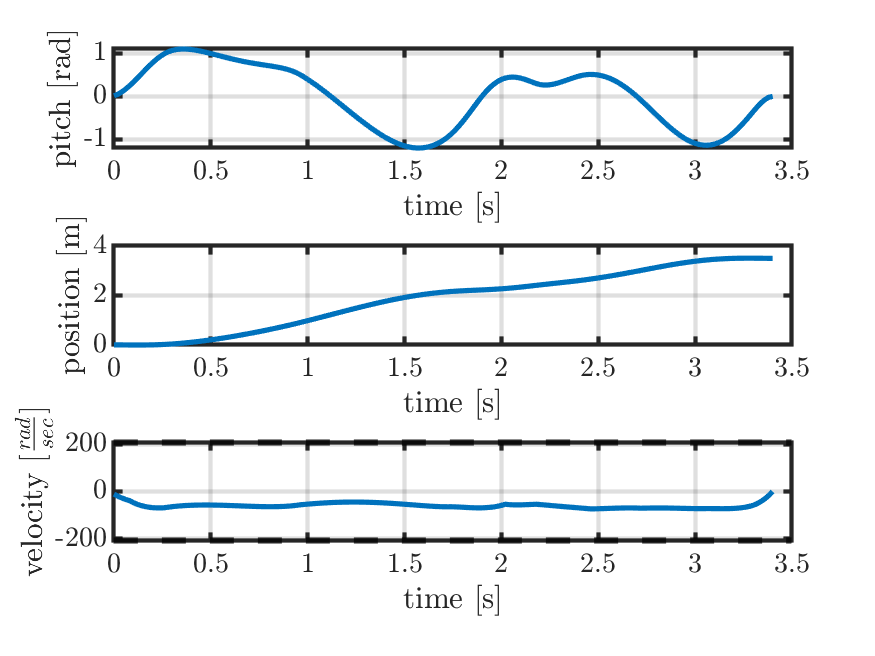 pitch [rad]
1
0
-1
0 0.5 1 1.5 2 2.5 3 3.5
time [s]
position [m]
4
2
0
0 0.5 1 1.5 2 2.5 3 3.5
time [s]
velocity [rad/sec]
200
0
-200
0 0.5 1 1.5 2 2.5 3 3.5
time [s]